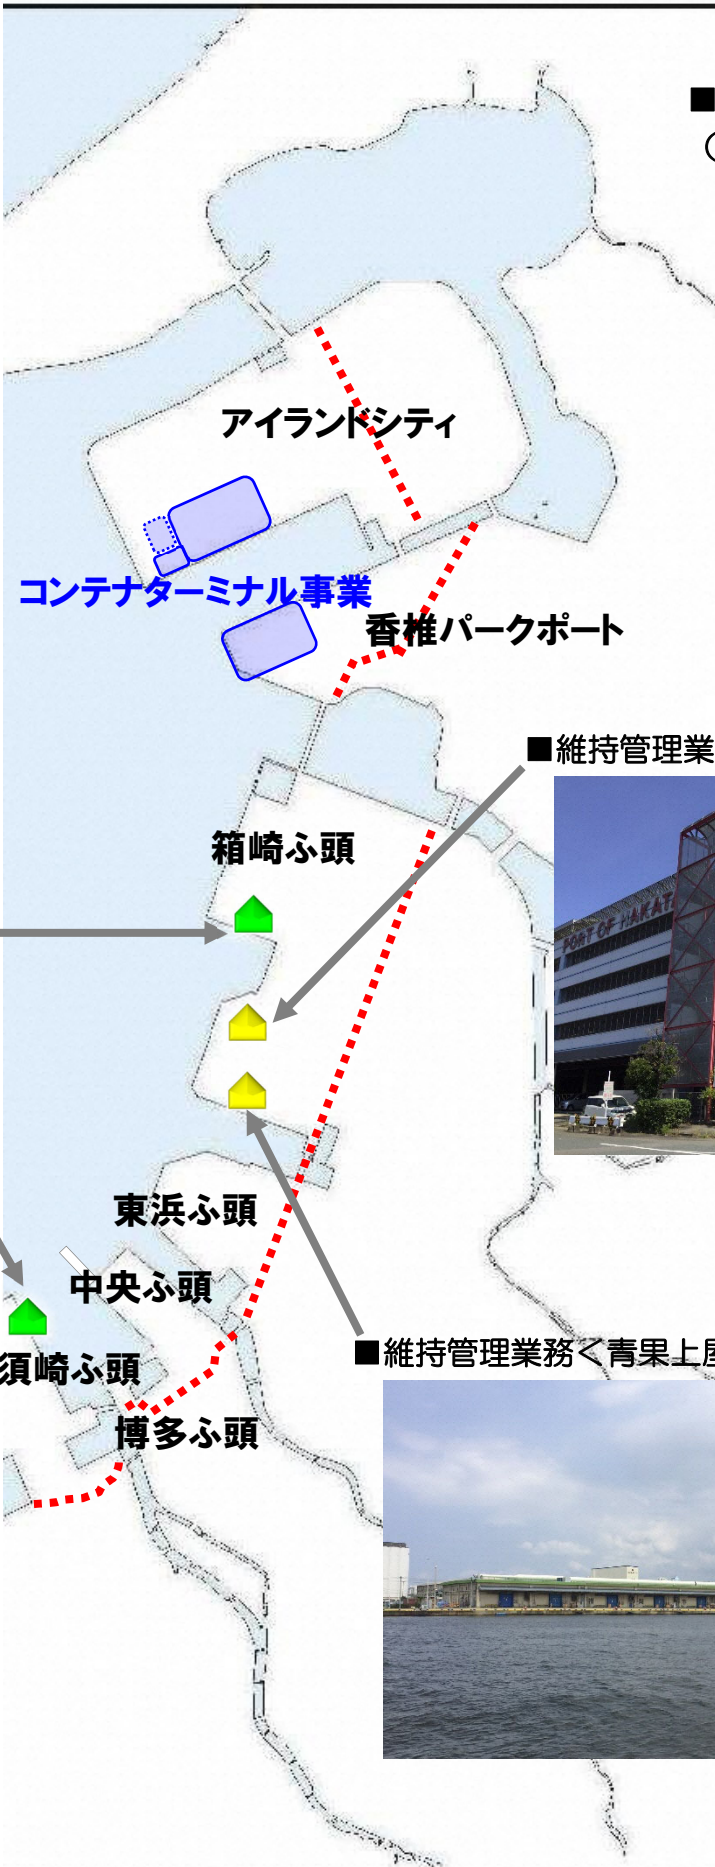 アイランドシティ
コンテナターミナル事業
香椎パークポート
■維持管理業
箱崎ふ頭
PORT OF HAKATA
東浜ふ頭
中央ふ頭
■維持管理業務＜青果上屋
須崎ふ頭
博多ふ頭